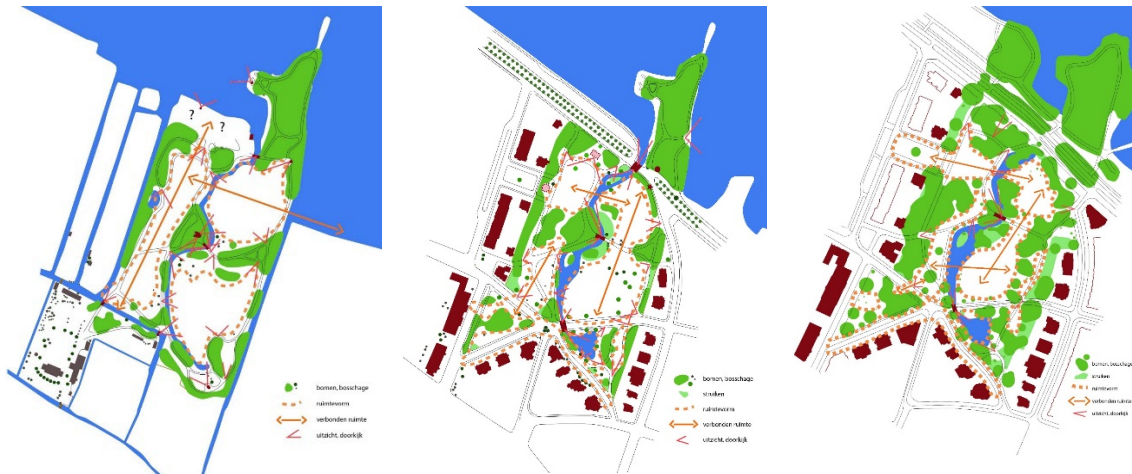 ? ?
bomen, bosschage
ruimtevorm
verbonden ruimte
uitzicht, doorkijk
bomen, bosschage
struiken
ruimtevorm
verbonden ruimte
uitzicht, doorkijk
bomen, bosschage
struiken
ruimtevorm
verbonden ruimte
uitzicht, doorkijk